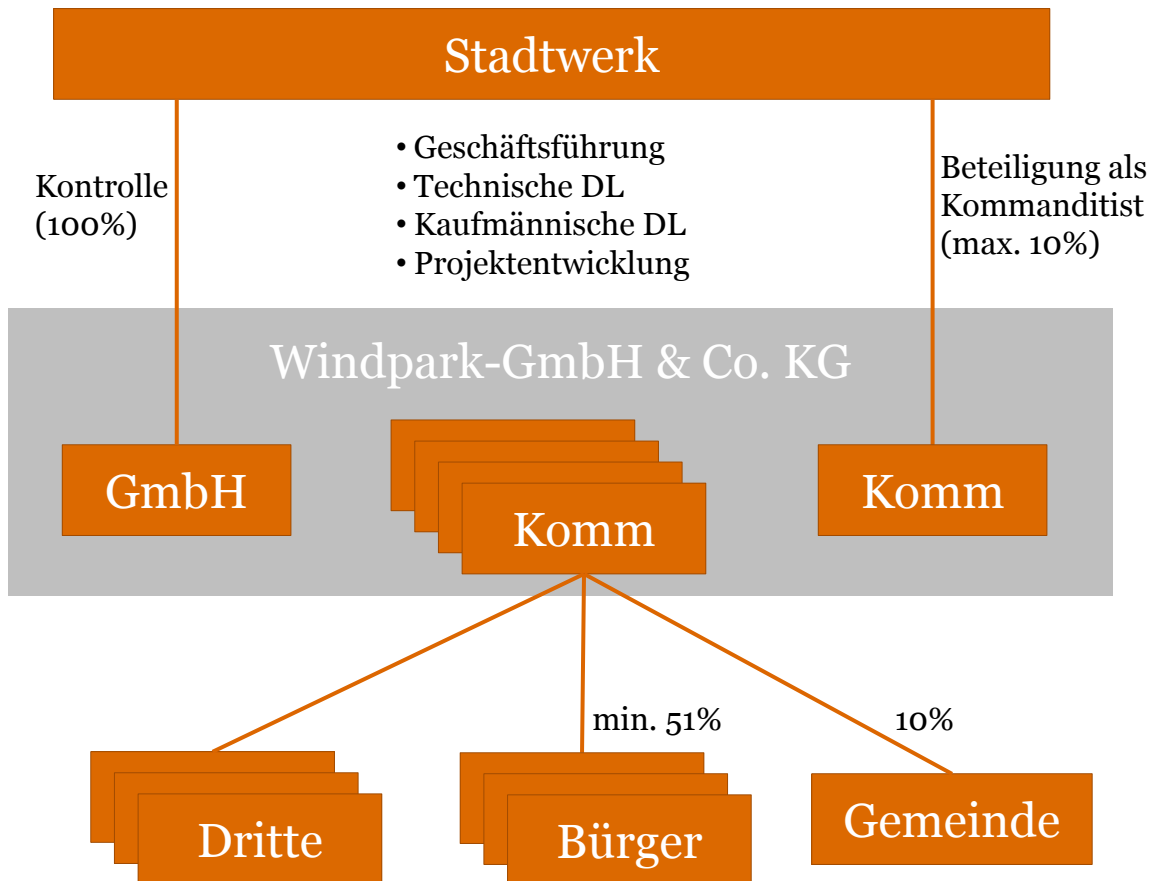 Stadtwerk
Kontrolle
(100%)
• Geschäftsführung
• Technische DL
• Kaufmännische DL
• Projektentwicklung
Beteiligung als
Kommanditist
(max. 10%)
Windpark-GmbH & Co. KG
GmbH
Komm
Komm
min. 51%
10%
Dritte
Bürger
Gemeinde